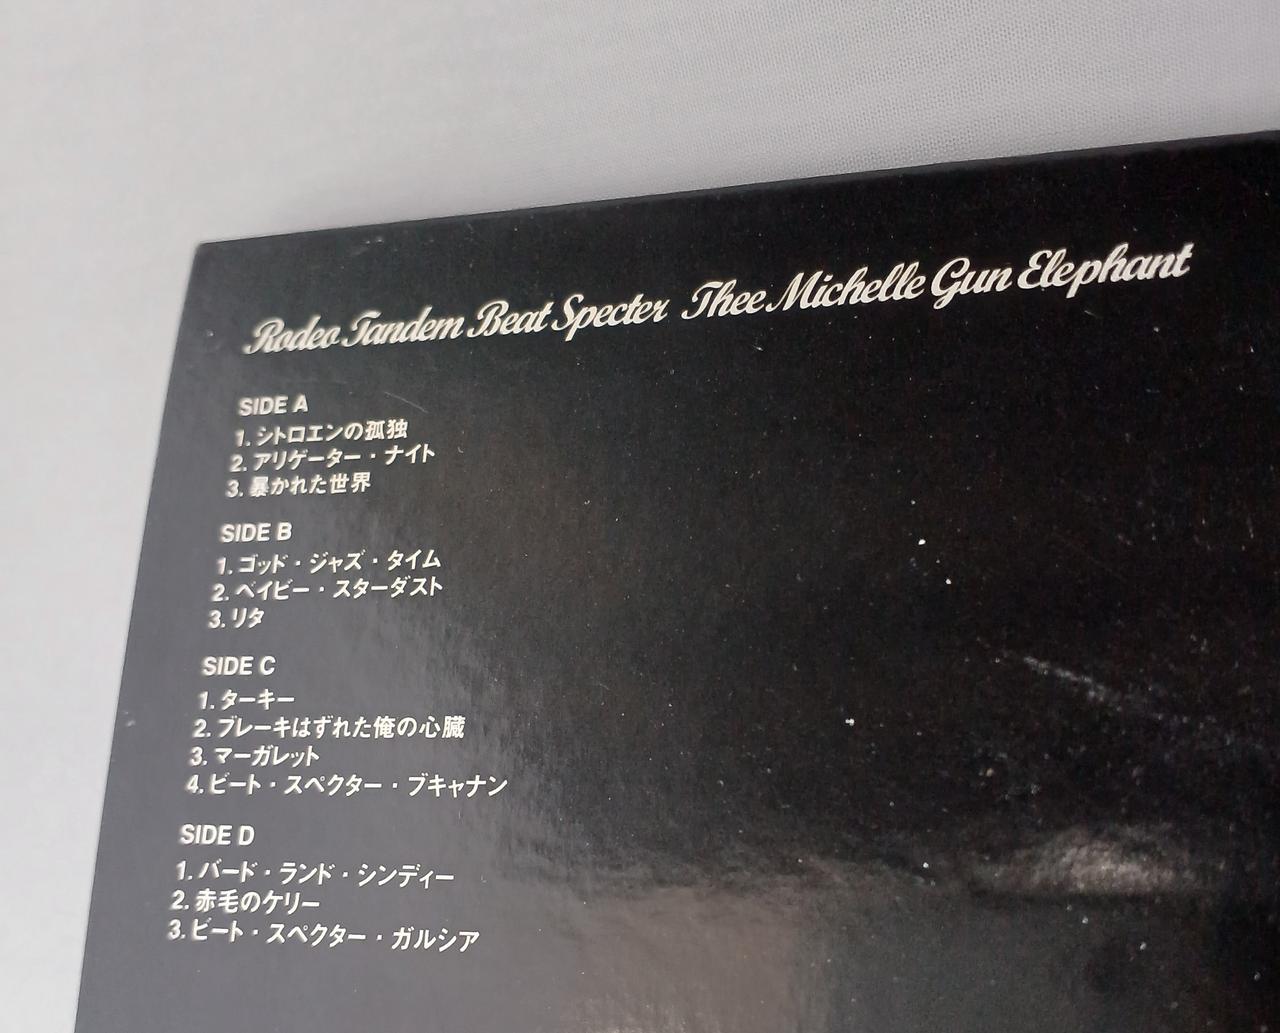 Rodeo Tandem Beat Specter Thee Michelle Gun Elephant
SIDE A
1. シトロエンの孤独
2. アリゲーター・ナイト
3. 暴かれた世界
SIDE B
1. ゴッド・ジャズ・タイム
2. ベイビー・スターダスト
3. リタ
SIDE C
1. ターキー
2. ブレーキはずれた俺の心臓
3. マーガレット
4. ビート・スペクター・ブキャナン
SIDE D
1. バード・ランド・シンディー
2. 赤毛のケリー
3. ビート・スペクター・ガルシア